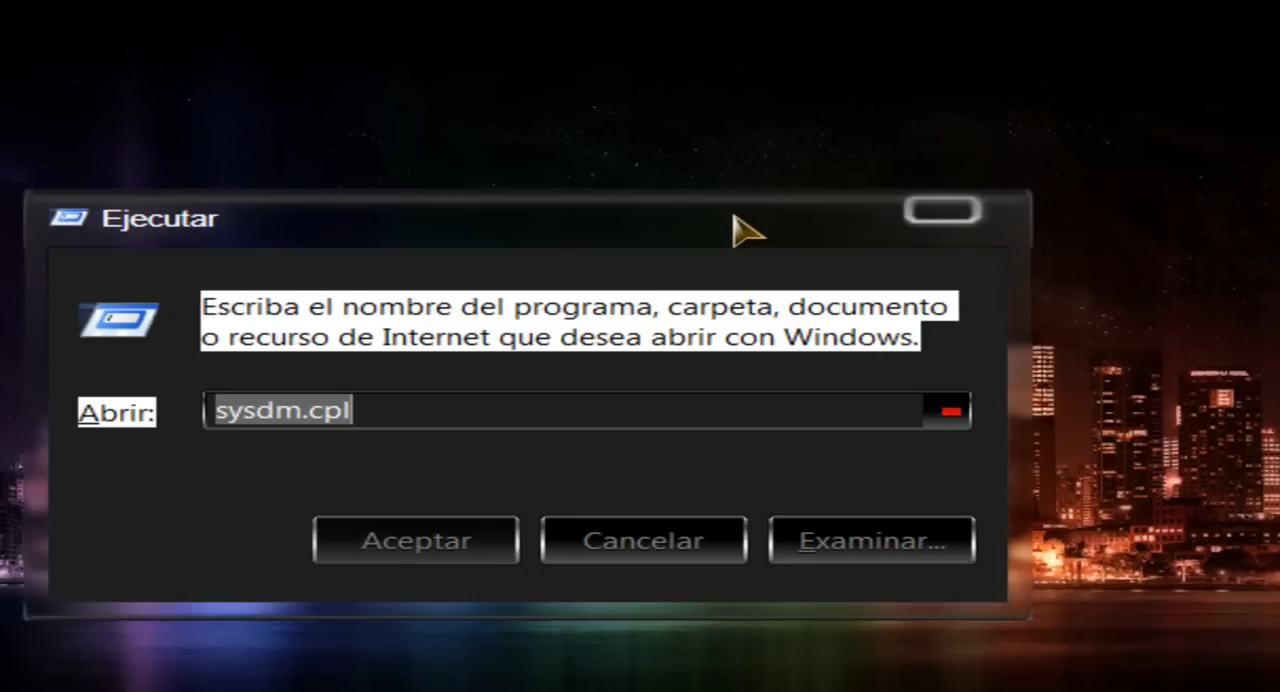 Ejecutar
Escriba el nombre del programa, carpeta, documento
o recurso de Internet que desea abrir con Windows.
Abrir: sysdm.cpl
Aceptar Cancelar Examinar...